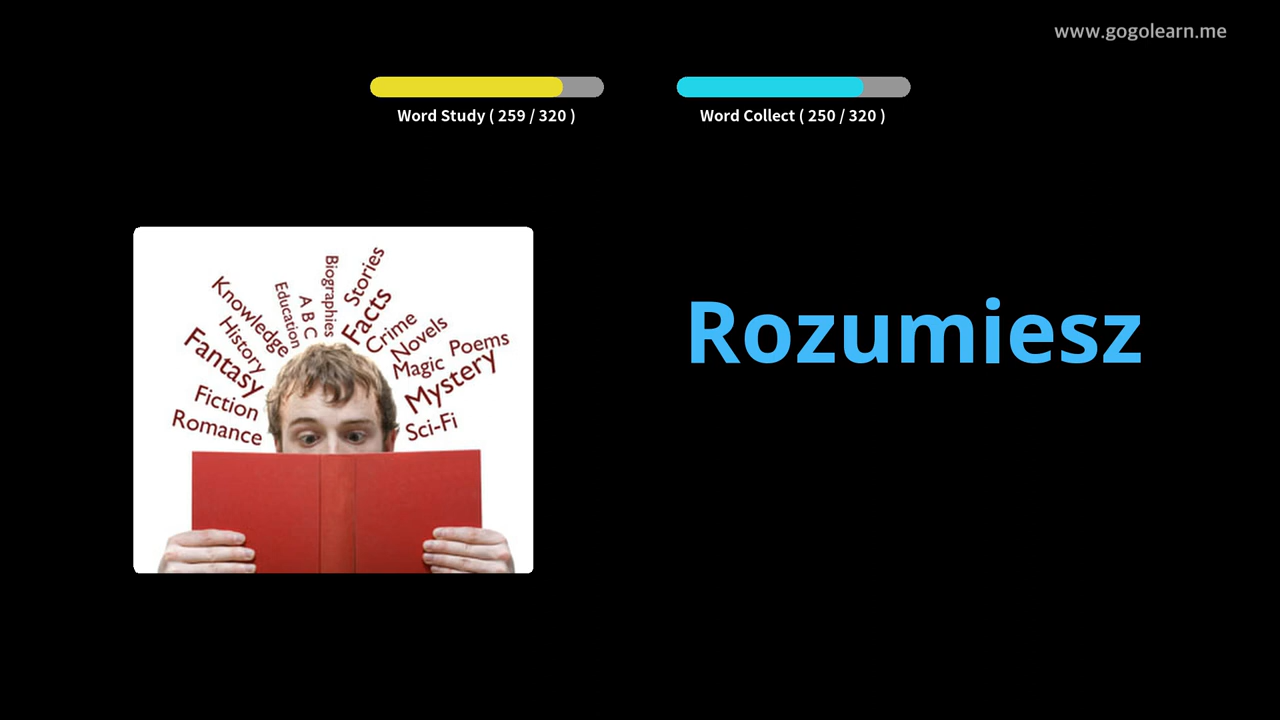 www.gogolearn.me
Word Study ( 259 / 320 )
Word Collect ( 250 / 320 )
Rozumiesz
Romance
Fiction
Fantasy
History
Knowledge
Education
A B C
Biographies
Stories
Facts
Crime
Novels
Magic
Poems
Mystery
Sci-Fi